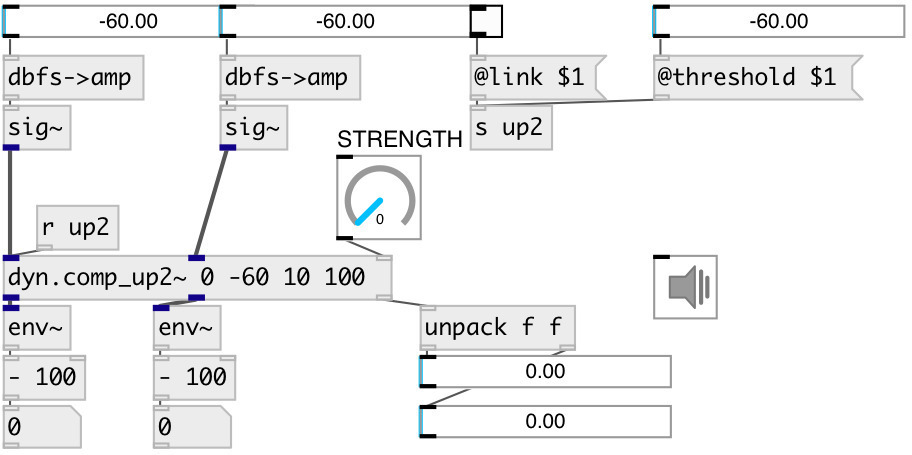 -60.00 -60.00 -60.00
dbfs->amp dbfs->amp @link $1 @threshold $1
sig~ sig~ s up2
STRENGTH
0
r up2
dyn.comp_up2~ 0 -60 10 100
env~ env~ unpack f f
- 100 - 100 0.00
0 0 0.00